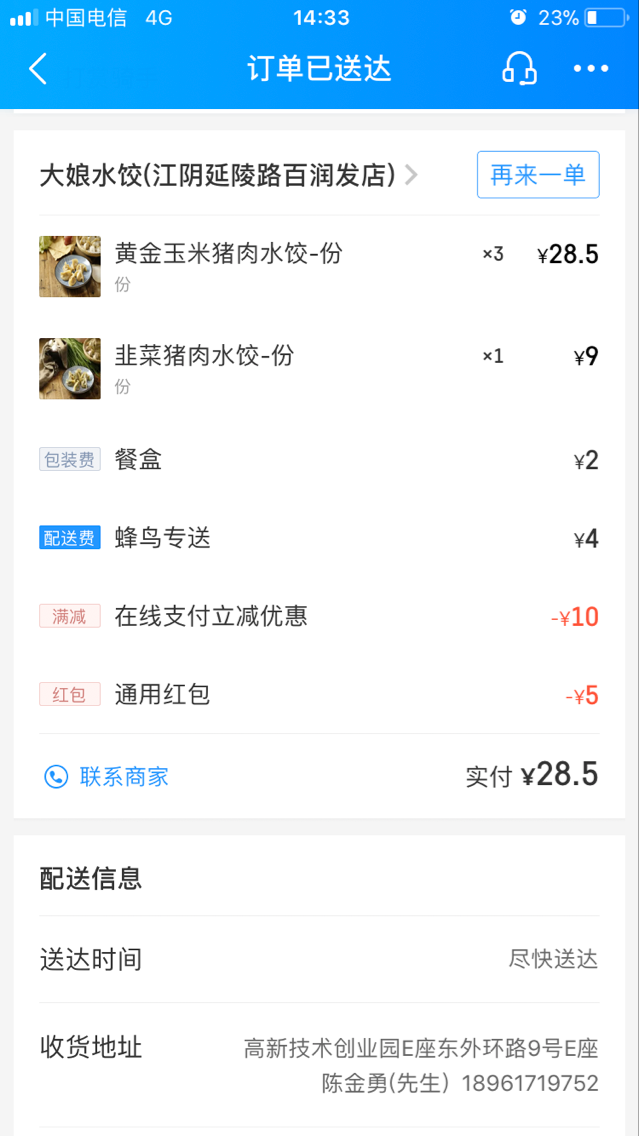 中国电信 4G 14:33 23%
订单已送达
大娘水饺(江阴延陵路百润发店) 再来一单
黄金玉米猪肉水饺-份 ×3 ¥28.5
份
韭菜猪肉水饺-份 ×1 ¥9
份
包装费 餐盒 ¥2
配送费 蜂鸟专送 ¥4
满减 在线支付立减优惠 -¥10
红包 通用红包 -¥5
联系商家 实付 ¥28.5
配送信息
送达时间 尽快送达
收货地址 高新技术创业园E座东外环路9号E座
陈金勇(先生) 18961719752